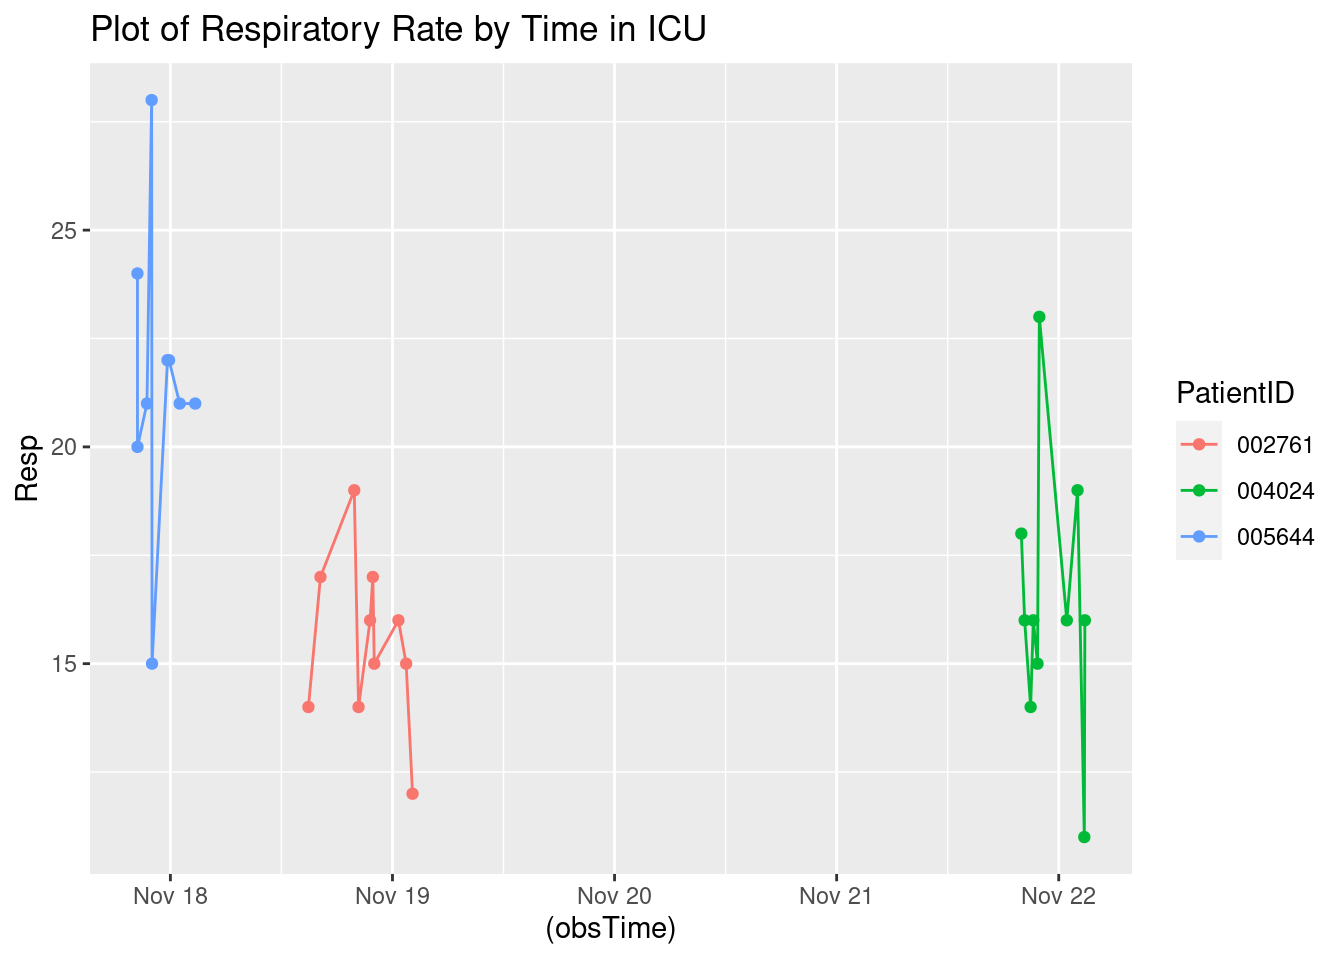 Plot of Respiratory Rate by Time in ICU
Resp
25
20
15
Nov 18
Nov 19
Nov 20
Nov 21
Nov 22
(obsTime)
PatientID
002761
004024
005644